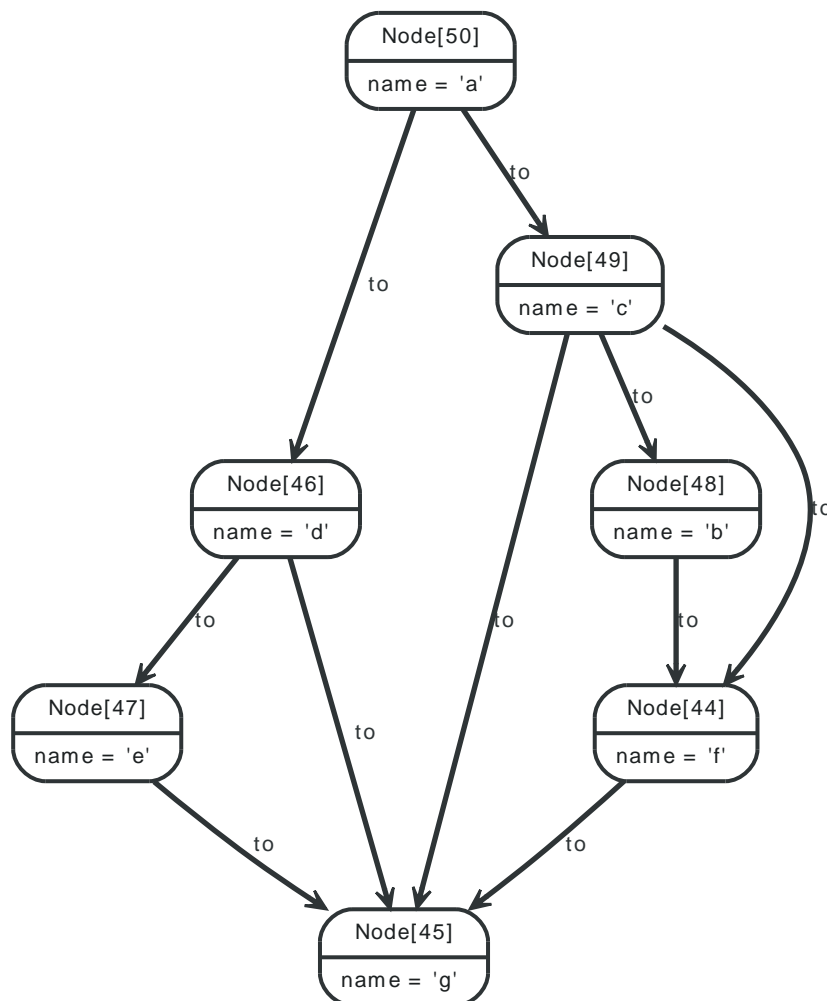 Node[50]
name = 'a'
to
Node[49]
to
name = 'c'
to
Node[46]
Node[48]
to
name = 'd'
name = 'b'
to
to
to
Node[47]
Node[44]
to
name = 'e'
name = 'f'
to
to
Node[45]
name = 'g'